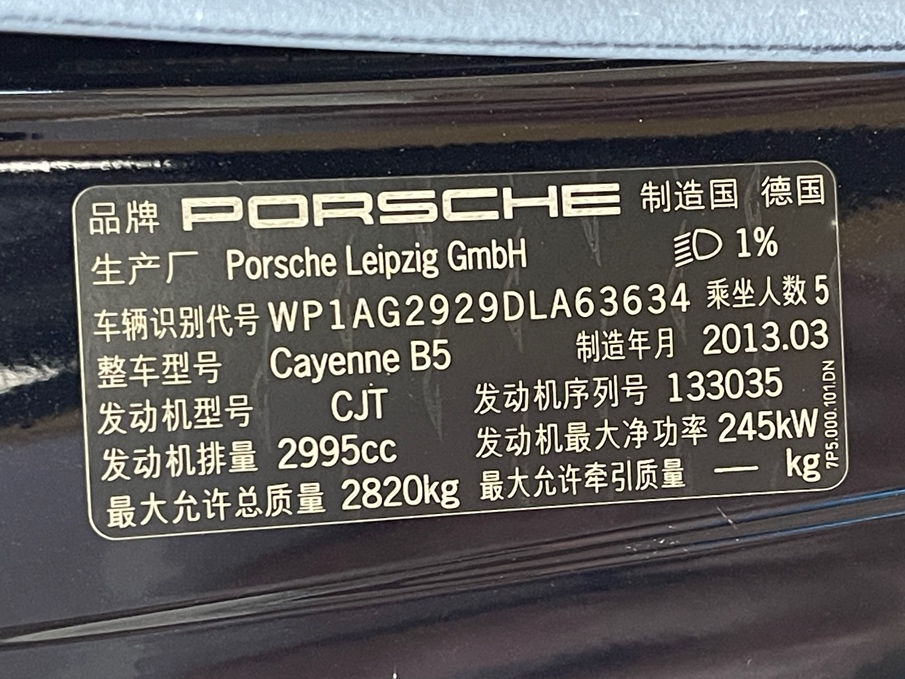 品牌 PORSCHE 制造国 德国
生产厂 Porsche Leipzig GmbH 1%
车辆识别代号 WP1AG2929DLA63634 乘坐人数 5
整车型号 Cayenne B5 制造年月 2013.03
发动机型号 CJT 发动机序列号 133035
发动机排量 2995cc 发动机最大净功率 245kW
最大允许总质量 2820kg 最大允许牵引质量 — kg
7P5.000.101.DN